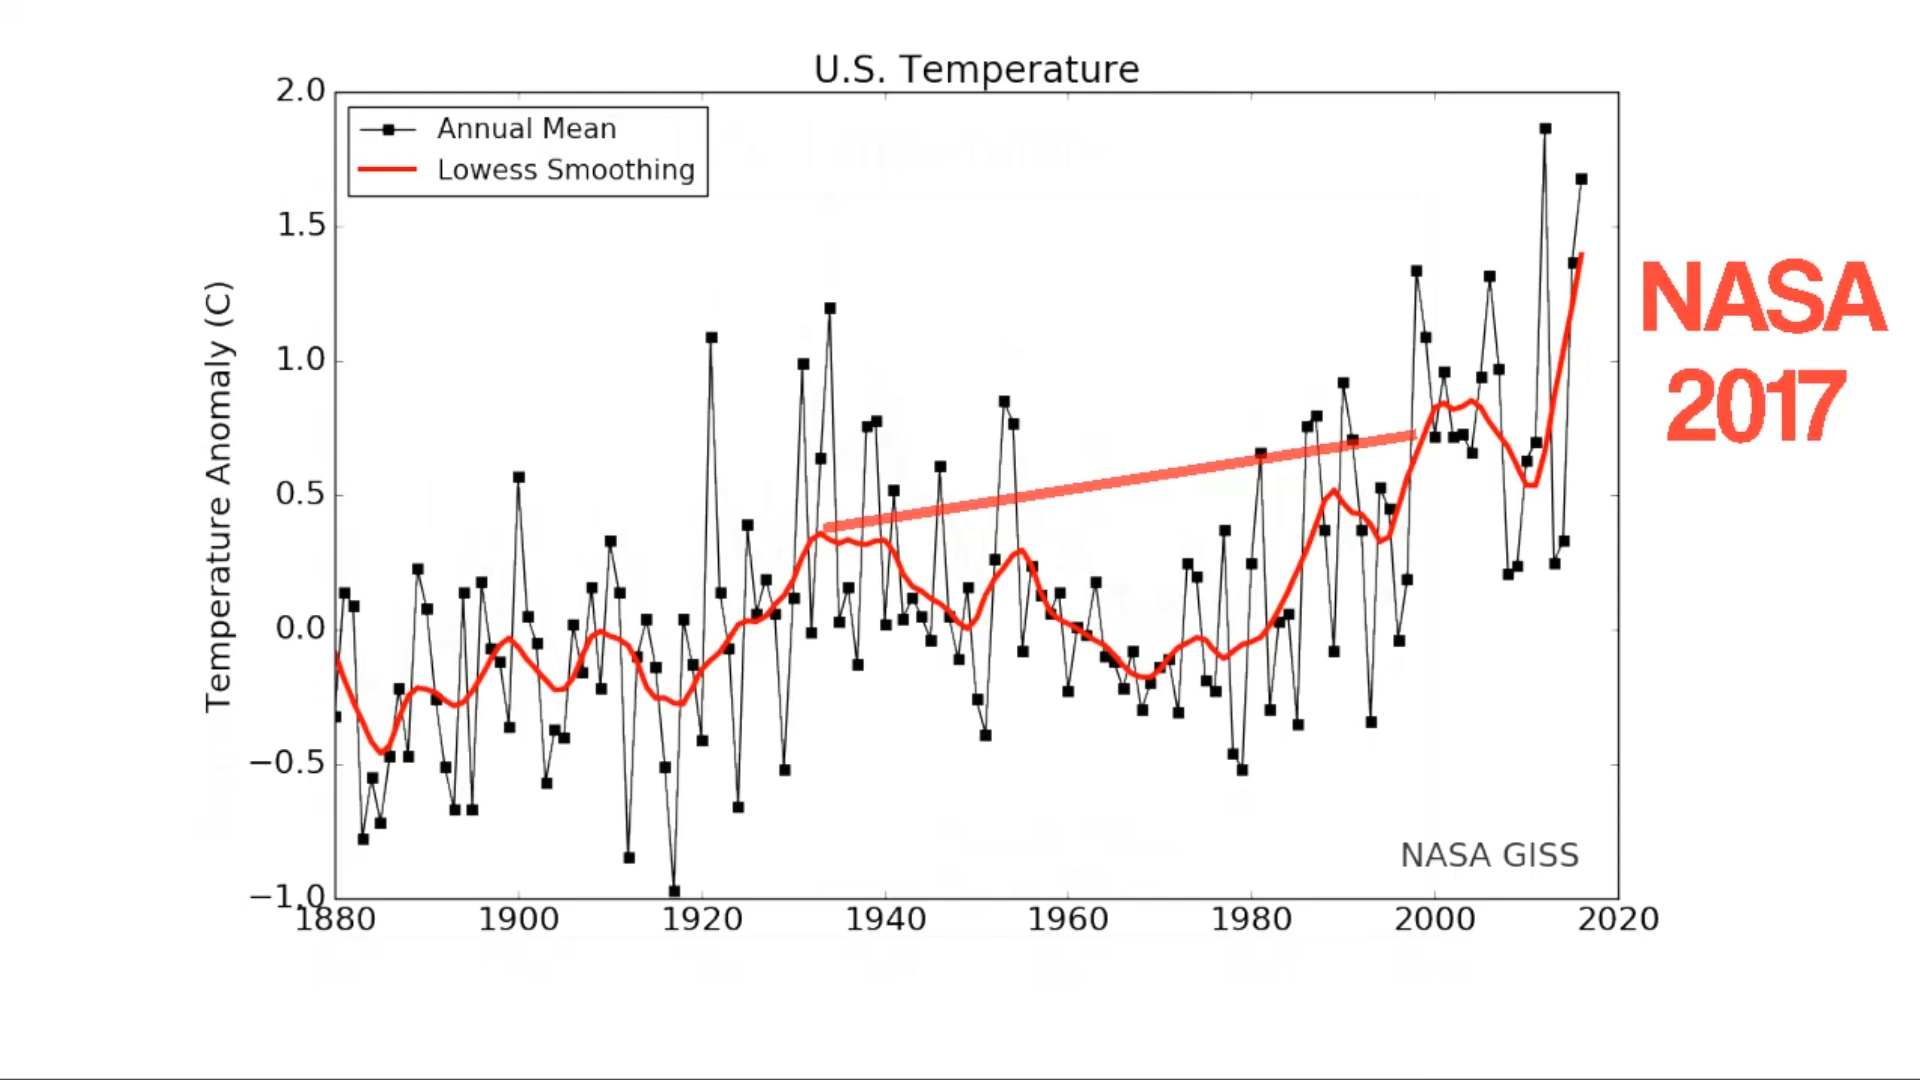 U.S. Temperature
2.0
Annual Mean
Lowess Smoothing
1.5
NASA
1.0
2017
0.5
0.0
−0.5
−1.0
Temperature Anomaly (C)
NASA GISS
1880 1900 1920 1940 1960 1980 2000 2020